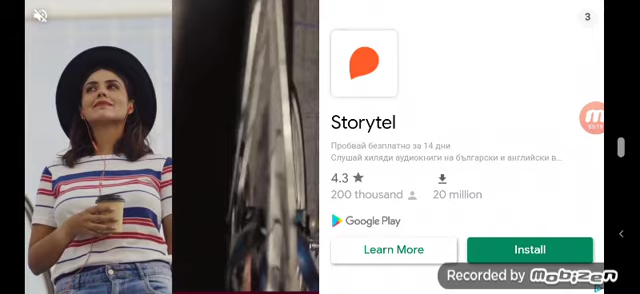 3
Storytel
Пробвай безплатно за 14 дни
Слушай хиляди аудиокниги на български и английски в...
4.3
200 thousand
20 million
Google Play
Learn More
Install
Recorded by
Mobizen